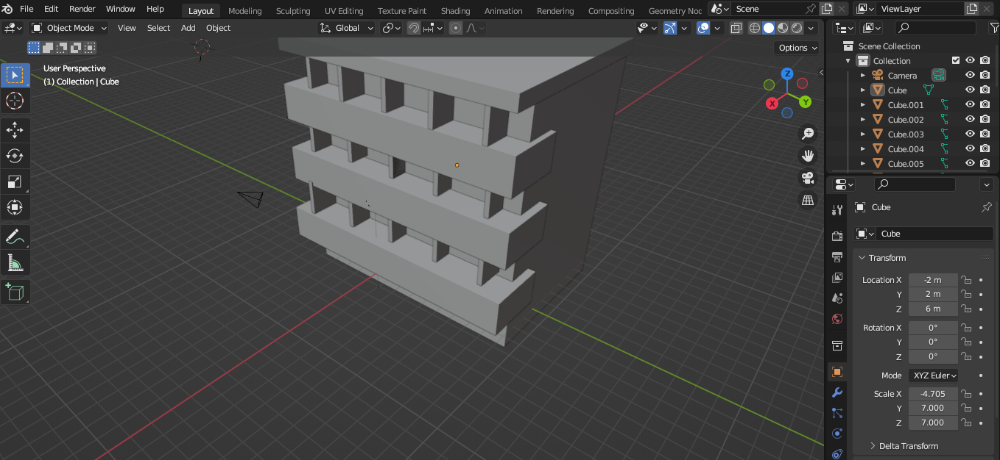 File Edit Render Window Help Layout Modeling Sculpting UV Editing Texture Paint Shading Animation Rendering Compositing Geometry Noc Scene ViewLayer
Object Mode View Select Add Object Global
Options
User Perspective
(1) Collection | Cube
Z
Y
X
Scene Collection
Collection
Camera
Cube
Cube.001
Cube.002
Cube.003
Cube.004
Cube.005
Cube
Cube
Transform
Location X -2 m
Y 2 m
Z 6 m
Rotation X 0°
Y 0°
Z 0°
Mode XYZ Euler
Scale X -4.705
Y 7.000
Z 7.000
Delta Transform